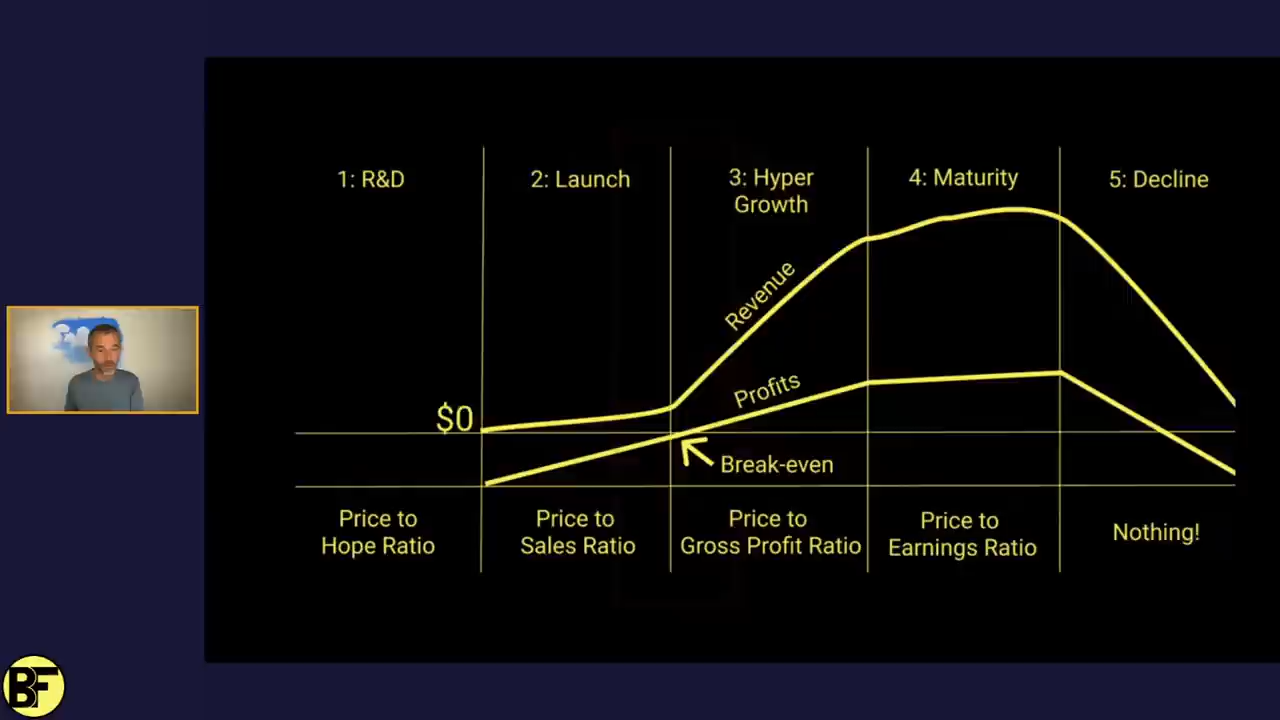 1: R&D
2: Launch
3: Hyper
Growth
4: Maturity
5: Decline
Revenue
Profits
$0
Break-even
Price to
Hope Ratio
Price to
Sales Ratio
Price to
Gross Profit Ratio
Price to
Earnings Ratio
Nothing!
BF